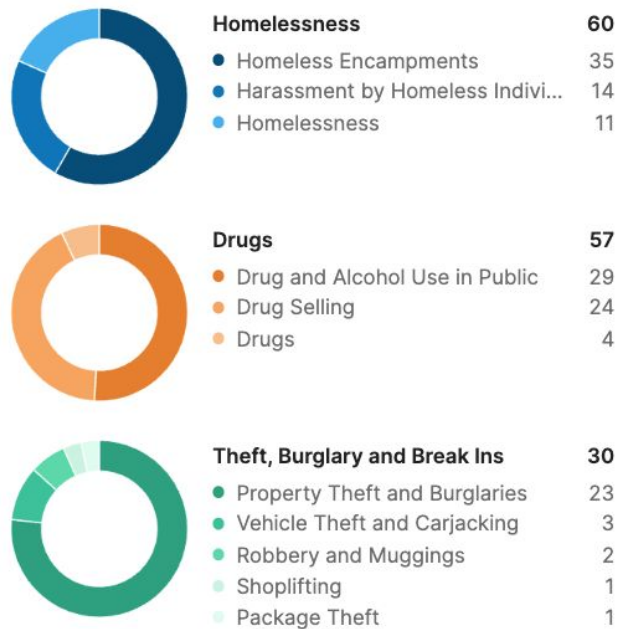 Homelessness 60
Homeless Encampments 35
Harassment by Homeless Indivi... 14
Homelessness 11
Drugs 57
Drug and Alcohol Use in Public 29
Drug Selling 24
Drugs 4
Theft, Burglary and Break Ins 30
Property Theft and Burglaries 23
Vehicle Theft and Carjacking 3
Robbery and Muggings 2
Shoplifting 1
Package Theft 1